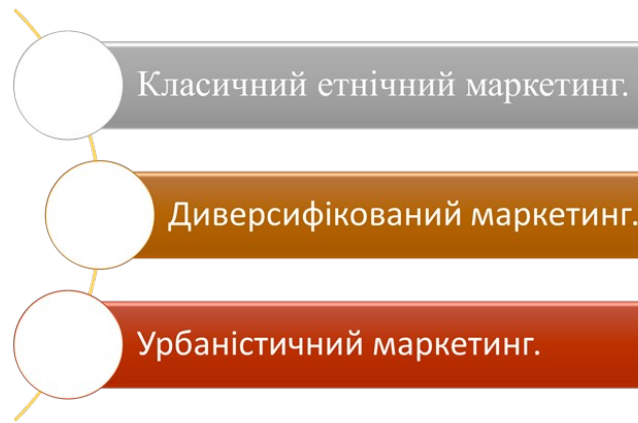 Класичний етнічний маркетинг.
Диверсифікований маркетинг.
Урбаністичний маркетинг.